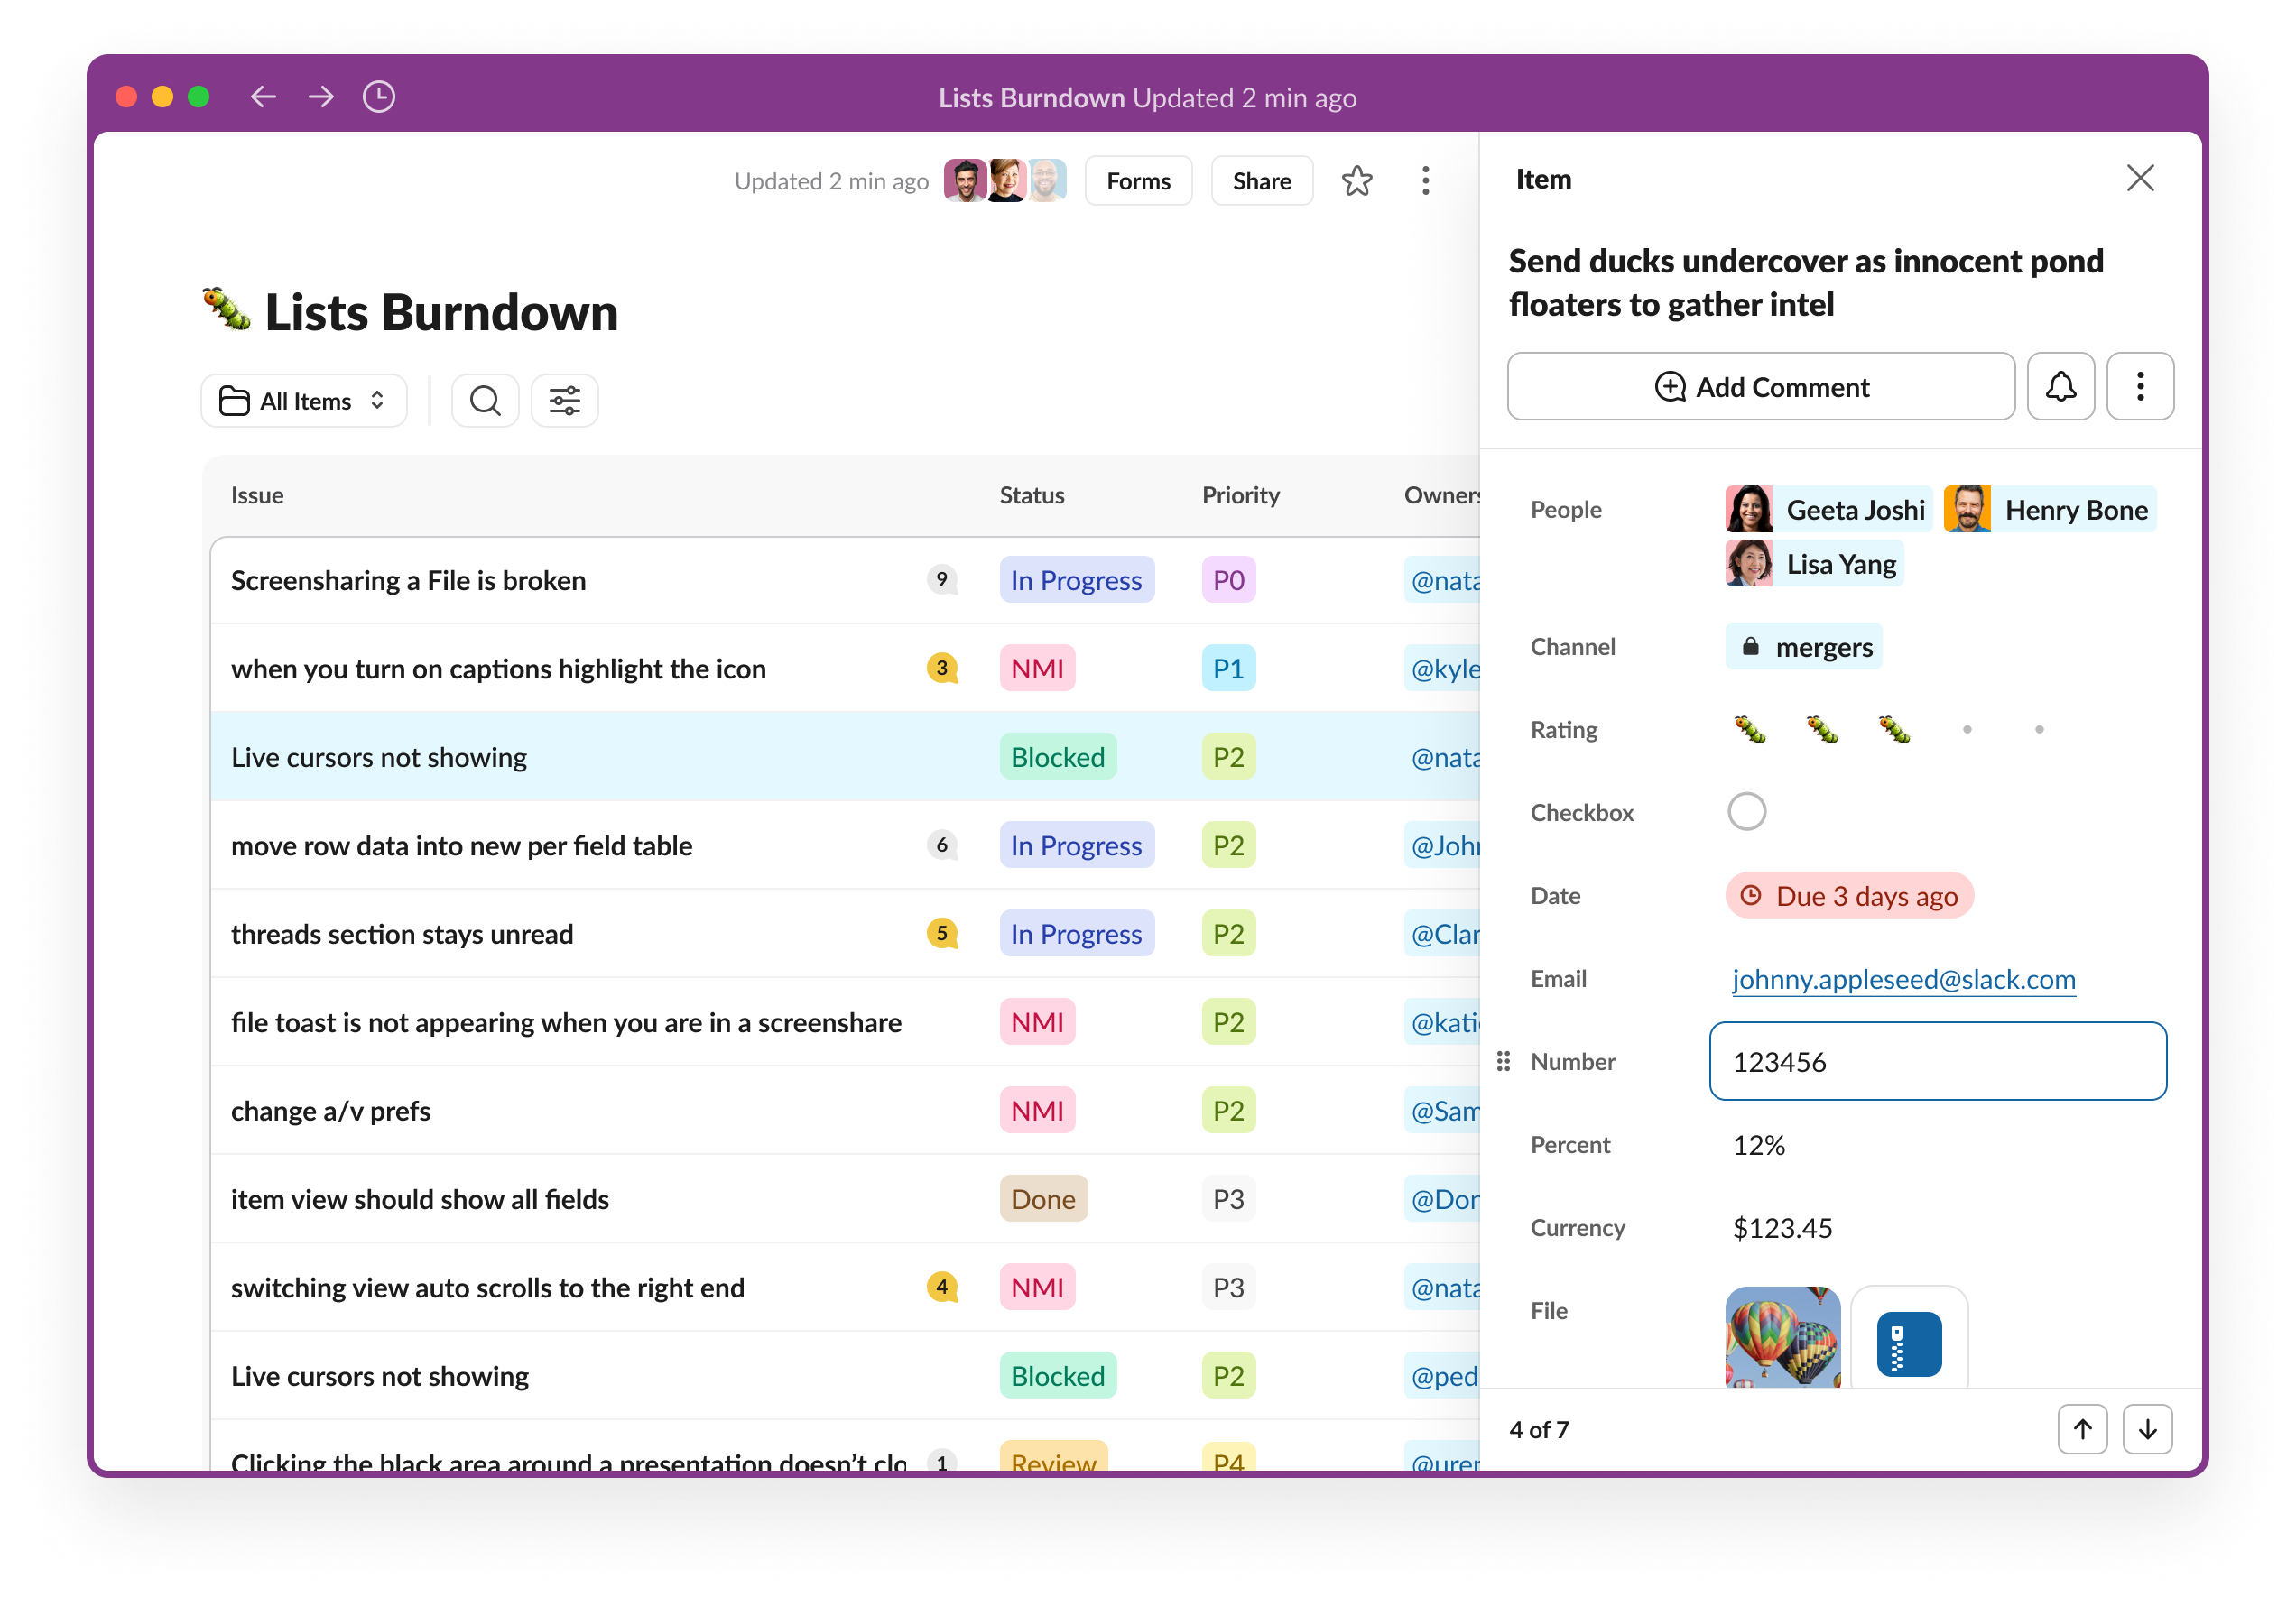 Lists Burndown Updated 2 min ago
Updated 2 min ago
Forms
Share
Lists Burndown
All Items
Issue Status Priority Owners
Screensharing a File is broken 9 In Progress P0 @nata
when you turn on captions highlight the icon 3 NMI P1 @kyle
Live cursors not showing Blocked P2 @nata
move row data into new per field table 6 In Progress P2 @John
threads section stays unread 5 In Progress P2 @Clar
file toast is not appearing when you are in a screenshare NMI P2 @kati
change a/v prefs NMI P2 @Sam
item view should show all fields Done P3 @Don
switching view auto scrolls to the right end 4 NMI P3 @nata
Live cursors not showing Blocked P2 @ped
Clicking the black area around a presentation doesn’t clo 1 Review P4 @uren
Item
Send ducks undercover as innocent pond
floaters to gather intel
Add Comment
People Geeta Joshi Henry Bone
Lisa Yang
Channel mergers
Rating
Checkbox
Date Due 3 days ago
Email johnny.appleseed@slack.com
Number 123456
Percent 12%
Currency $123.45
File
4 of 7